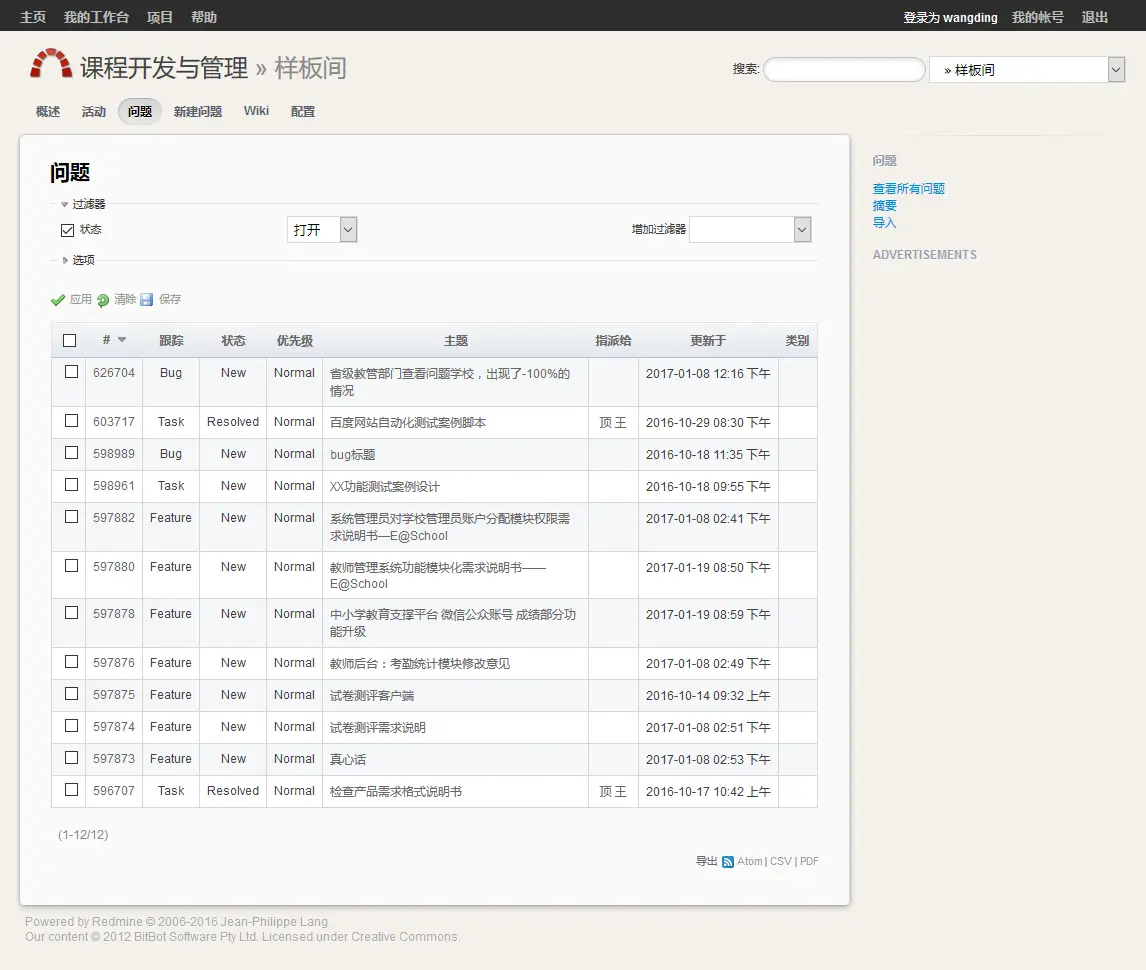 主页 我的工作台 项目 帮助 登录为 wangding 我的帐号 退出
课程开发与管理 » 样板间 搜索: » 样板间
概述 活动 问题 新建问题 Wiki 配置
问题
过滤器
状态 打开 增加过滤器
选项
应用 清除 保存
# 跟踪 状态 优先级 主题 指派给 更新于 类别
626704 Bug New Normal 省级教管部门查看问题学校，出现了-100%的 2017-01-08 12:16 下午
情况
603717 Task Resolved Normal 百度网站自动化测试案例脚本 顶 王 2016-10-29 08:30 下午
598989 Bug New Normal bug标题 2016-10-18 11:35 下午
598961 Task New Normal XX功能测试案例设计 2016-10-18 09:55 下午
597882 Feature New Normal 系统管理员对学校管理员账户分配模块权限需 2017-01-08 02:41 下午
求说明书—E@School
597880 Feature New Normal 教师管理系统功能模块化需求说明书—— 2017-01-19 08:50 下午
E@School
597878 Feature New Normal 中小学教育支撑平台 微信公众账号 成绩部分功 2017-01-19 08:59 下午
能升级
597876 Feature New Normal 教师后台：考勤统计模块修改意见 2017-01-08 02:49 下午
597875 Feature New Normal 试卷测评客户端 2016-10-14 09:32 上午
597874 Feature New Normal 试卷测评需求说明 2017-01-08 02:51 下午
597873 Feature New Normal 真心话 2017-01-08 02:53 下午
596707 Task Resolved Normal 检查产品需求格式说明书 顶 王 2016-10-17 10:42 上午
(1-12/12)
导出 Atom | CSV | PDF
问题
查看所有问题
摘要
导入
ADVERTISEMENTS
Powered by Redmine © 2006-2016 Jean-Philippe Lang
Our content © 2012 BitBot Software Pty Ltd. Licensed under Creative Commons.